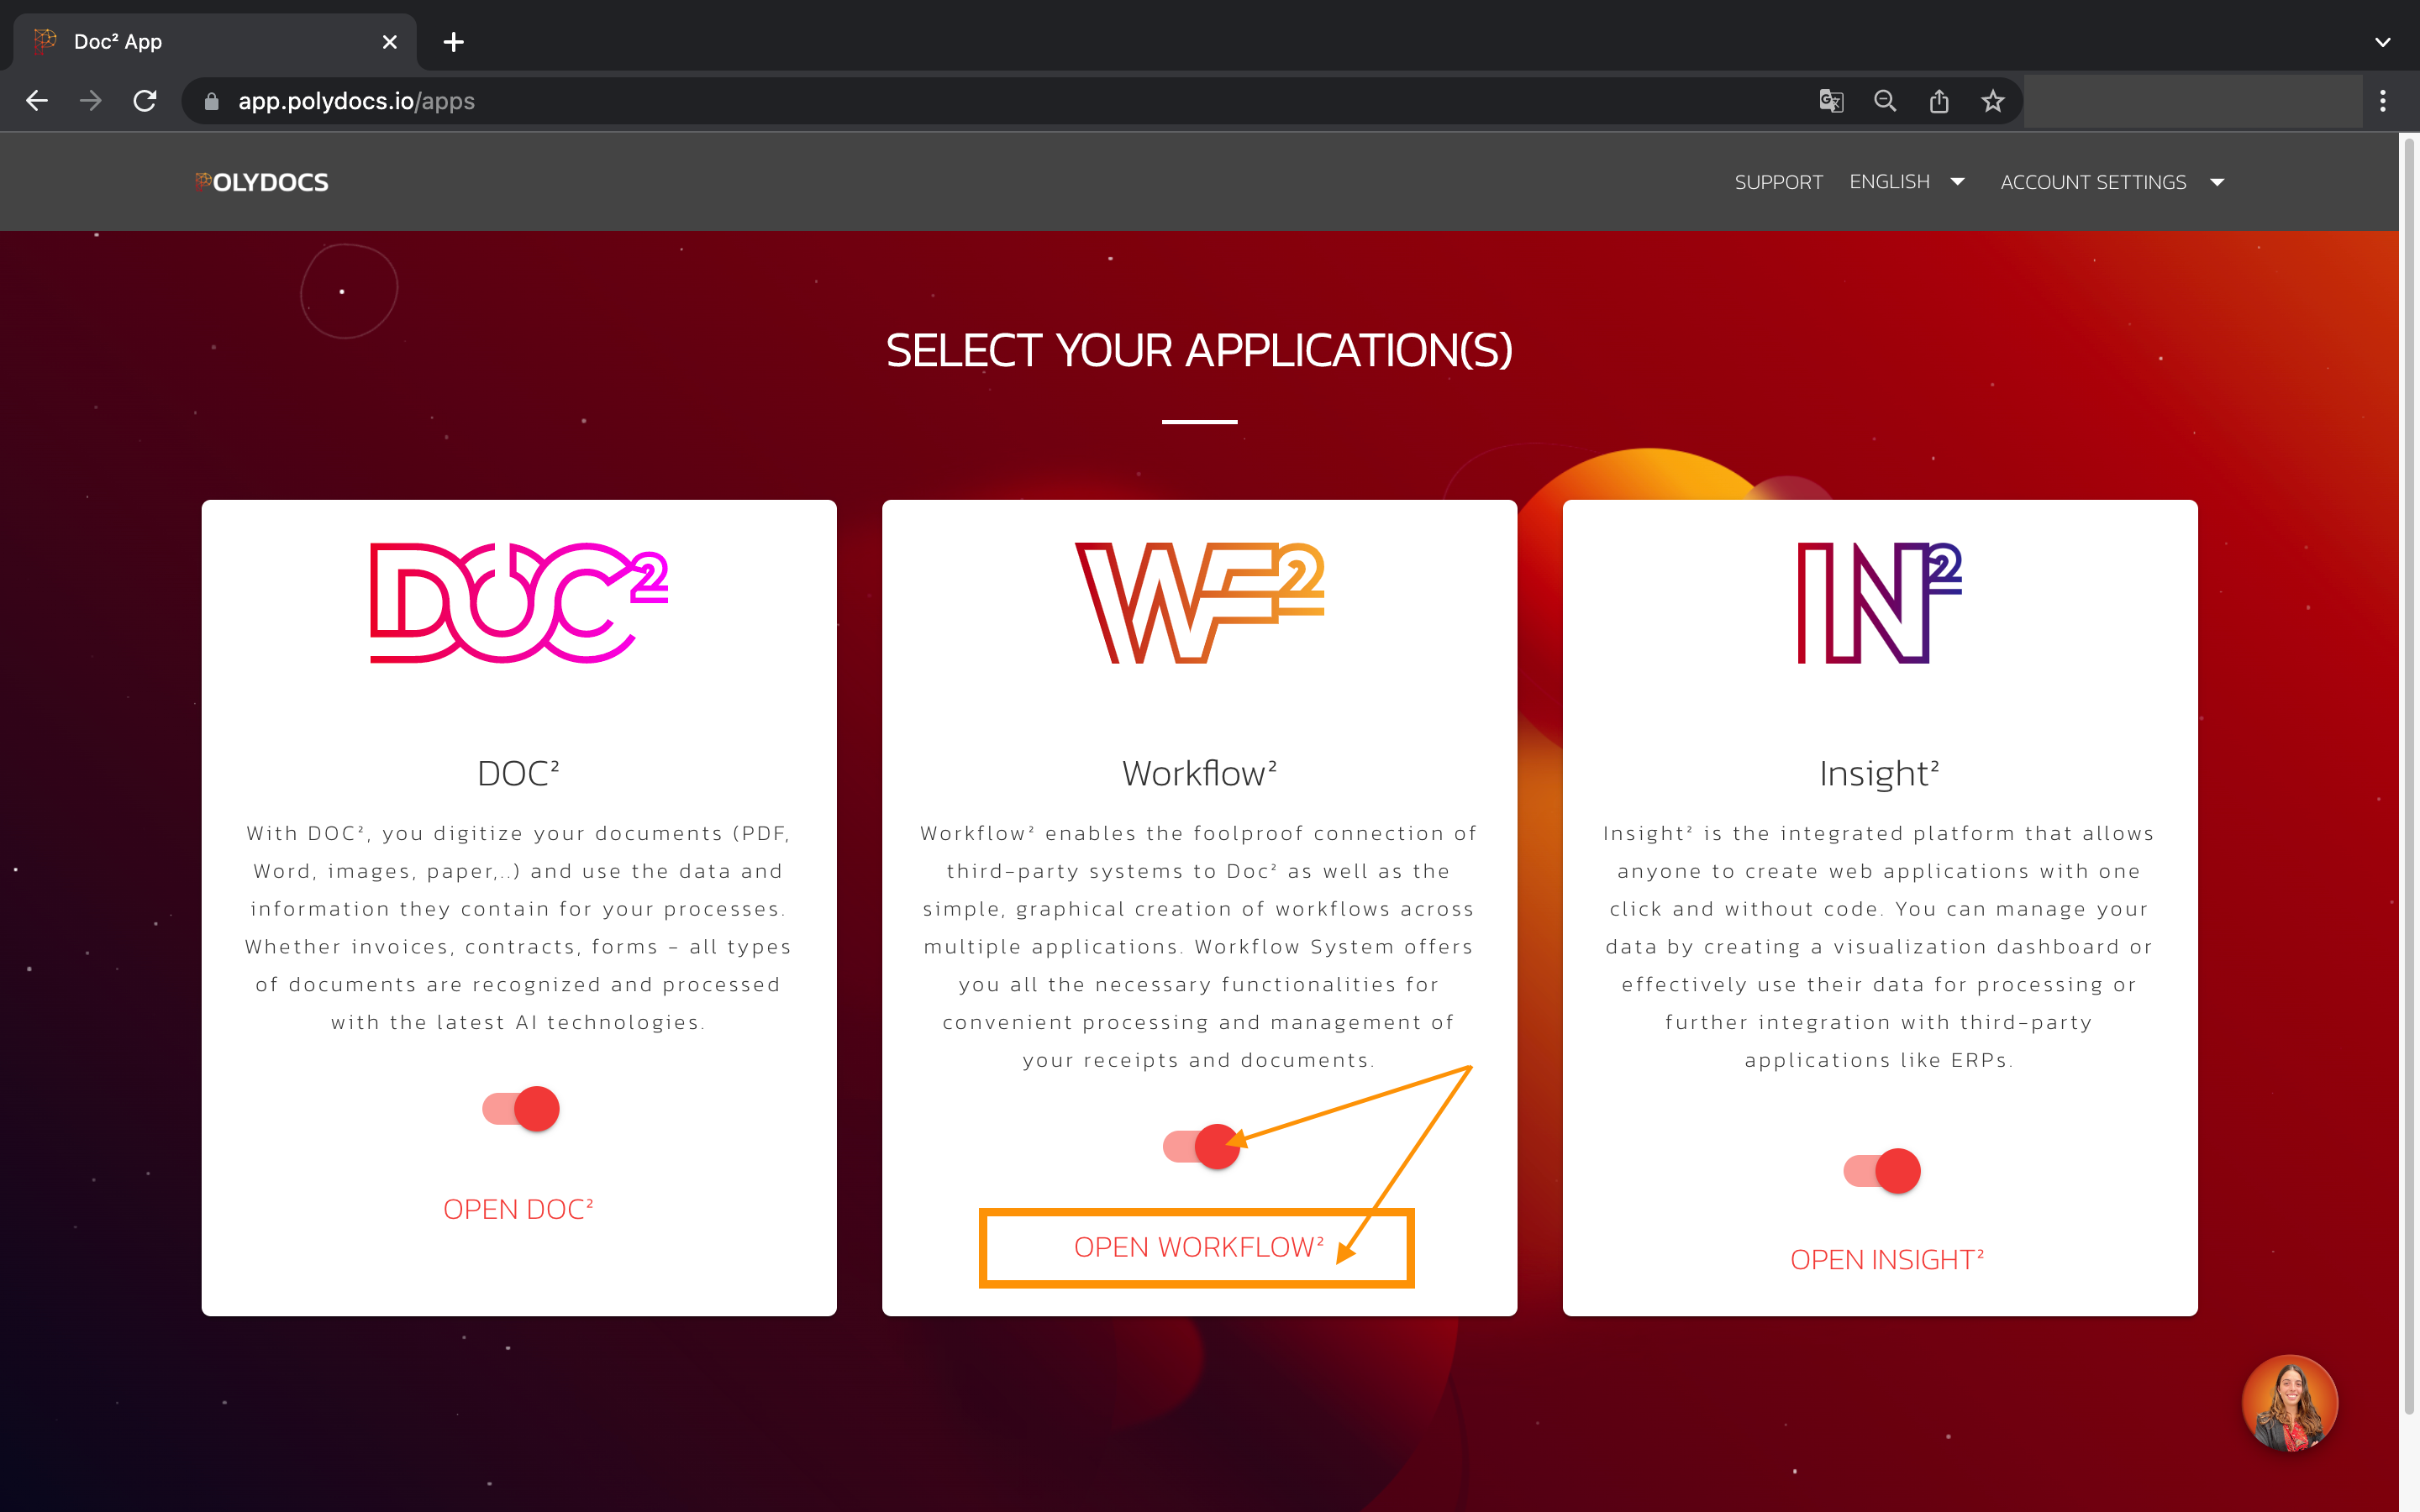 Doc² App
app.polydocs.io/apps
POLYDOCS
SUPPORT ENGLISH ACCOUNT SETTINGS
SELECT YOUR APPLICATION(S)
DOC²
DOC²
With DOC², you digitize your documents (PDF,
Word, images, paper,..) and use the data and
information they contain for your processes.
Whether invoices, contracts, forms - all types
of documents are recognized and processed
with the latest AI technologies.
OPEN DOC²
WF²
Workflow²
Workflow² enables the foolproof connection of
third-party systems to Doc² as well as the
simple, graphical creation of workflows across
multiple applications. Workflow System offers
you all the necessary functionalities for
convenient processing and management of
your receipts and documents.
OPEN WORKFLOW²
IN²
Insight²
Insight² is the integrated platform that allows
anyone to create web applications with one
click and without code. You can manage your
data by creating a visualization dashboard or
effectively use their data for processing or
further integration with third-party
applications like ERPs.
OPEN INSIGHT²